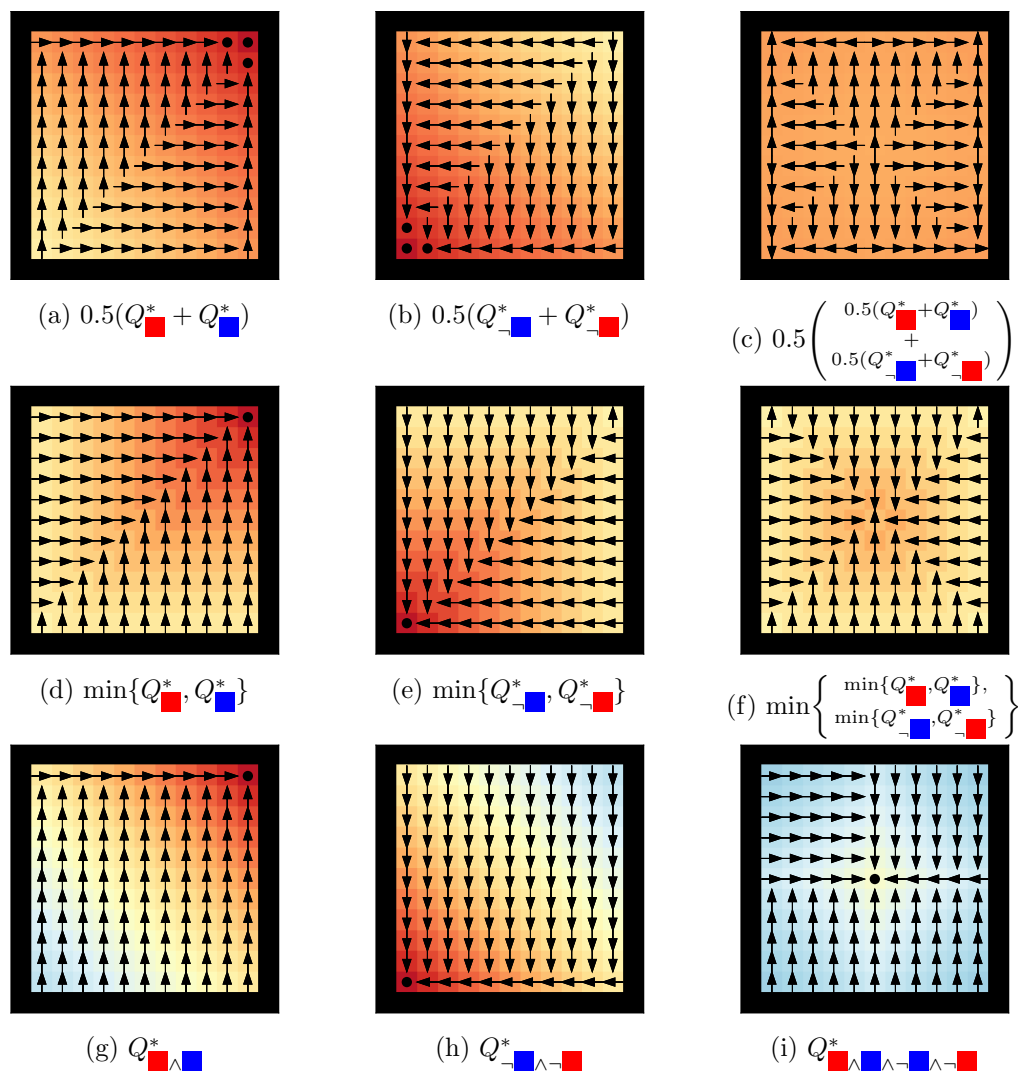 (a) 0.5(Q*🟥 + Q*🟦)
(b) 0.5(Q*¬🟦 + Q*¬🟥)
(c) 0.5(0.5(Q*🟥+Q*🟦)
+
0.5(Q*¬🟦+Q*¬🟥))
(d) min{Q*🟥, Q*🟦}
(e) min{Q*¬🟦, Q*¬🟥}
(f) min{min{Q*🟥,Q*🟦},
min{Q*¬🟦,Q*¬🟥}}
(g) Q*🟥∧🟦
(h) Q*¬🟦∧¬🟥
(i) Q*🟥∧🟦∧¬🟦∧¬🟥